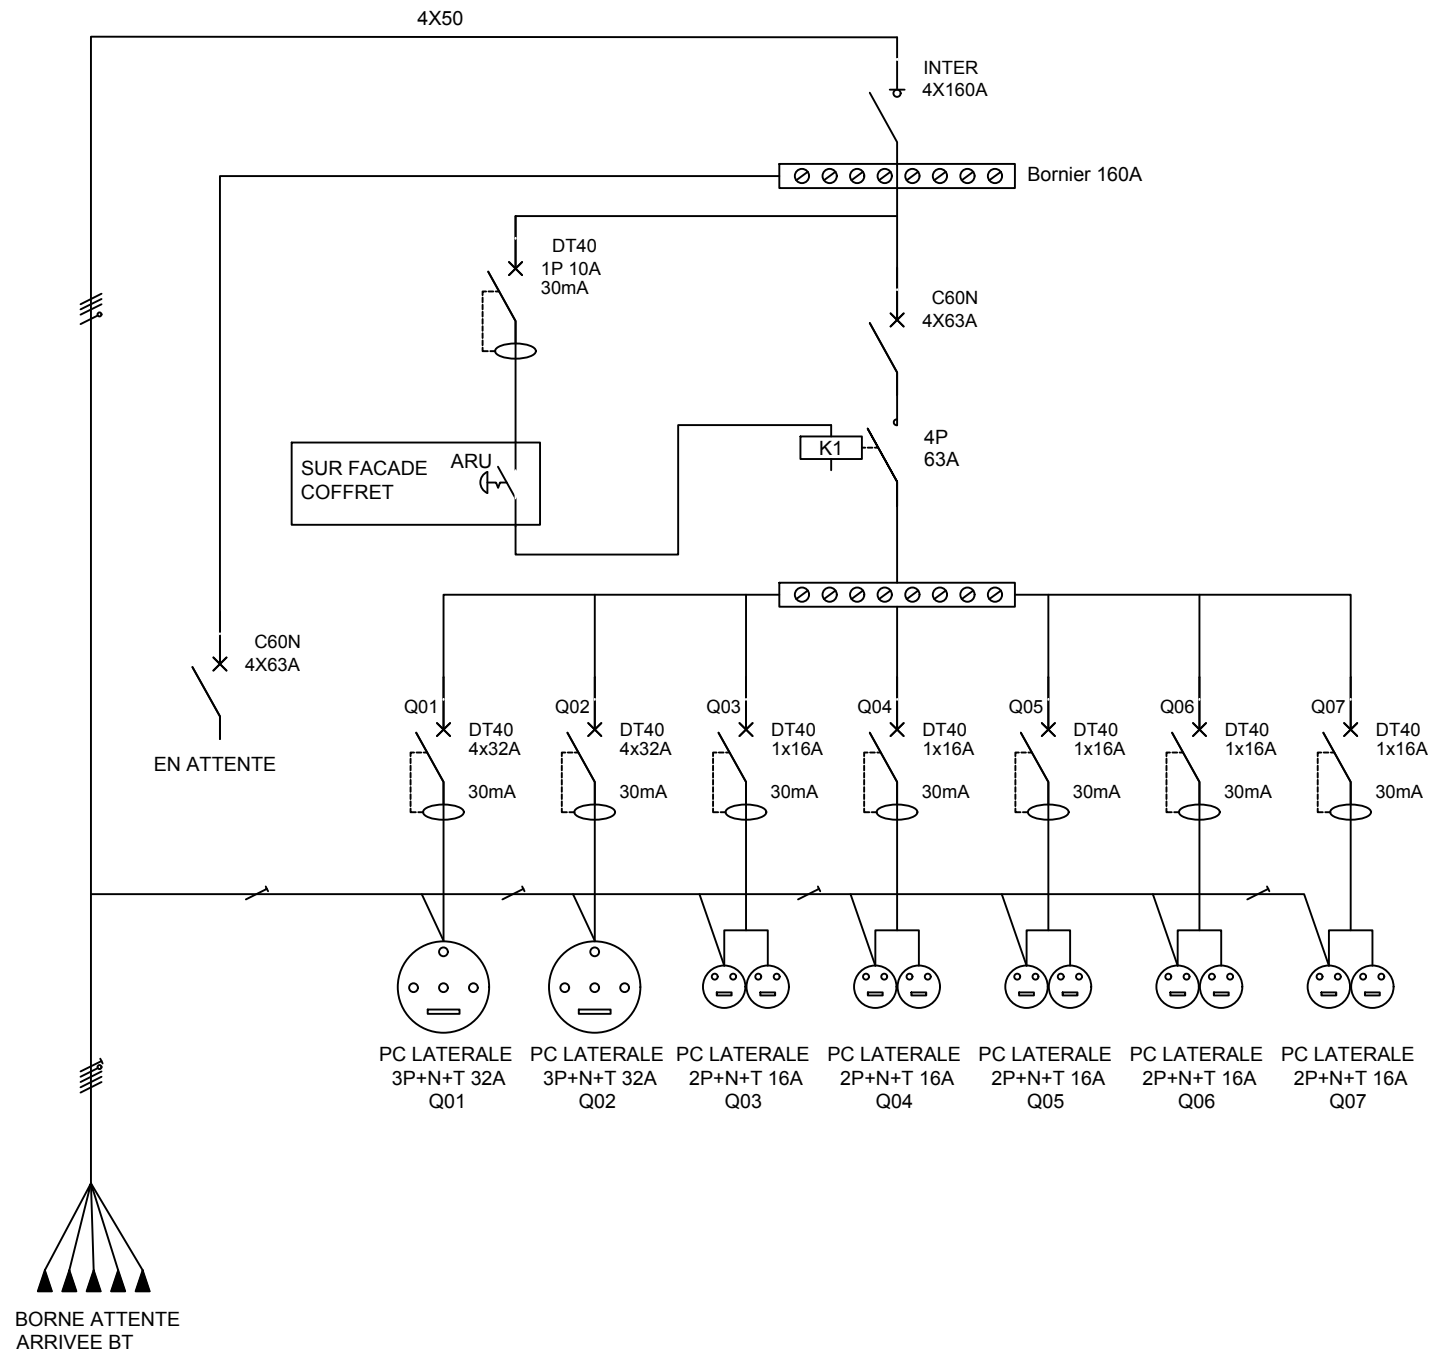 4X50
INTER
4X160A
Bornier 160A
DT40
1P 10A
30mA
C60N
4X63A
SUR FACADE
COFFRET
ARU
K1
4P
63A
C60N
4X63A
EN ATTENTE
Q01
DT40
4x32A
30mA
Q02
DT40
4x32A
30mA
Q03
DT40
1x16A
30mA
Q04
DT40
1x16A
30mA
Q05
DT40
1x16A
30mA
Q06
DT40
1x16A
30mA
Q07
DT40
1x16A
30mA
PC LATERALE
3P+N+T 32A
Q01
PC LATERALE
3P+N+T 32A
Q02
PC LATERALE
2P+N+T 16A
Q03
PC LATERALE
2P+N+T 16A
Q04
PC LATERALE
2P+N+T 16A
Q05
PC LATERALE
2P+N+T 16A
Q06
PC LATERALE
2P+N+T 16A
Q07
BORNE ATTENTE
ARRIVEE BT